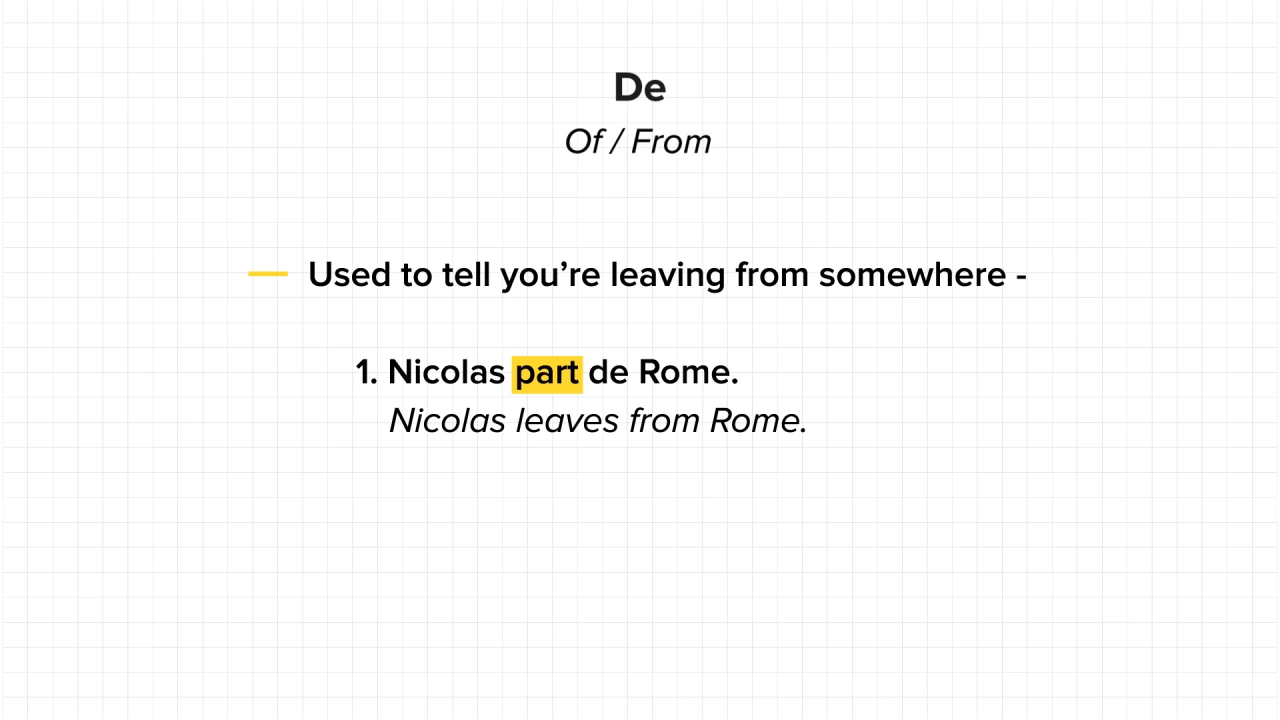 De
Of / From
Used to tell you’re leaving from somewhere -
1. Nicolas part de Rome.
Nicolas leaves from Rome.